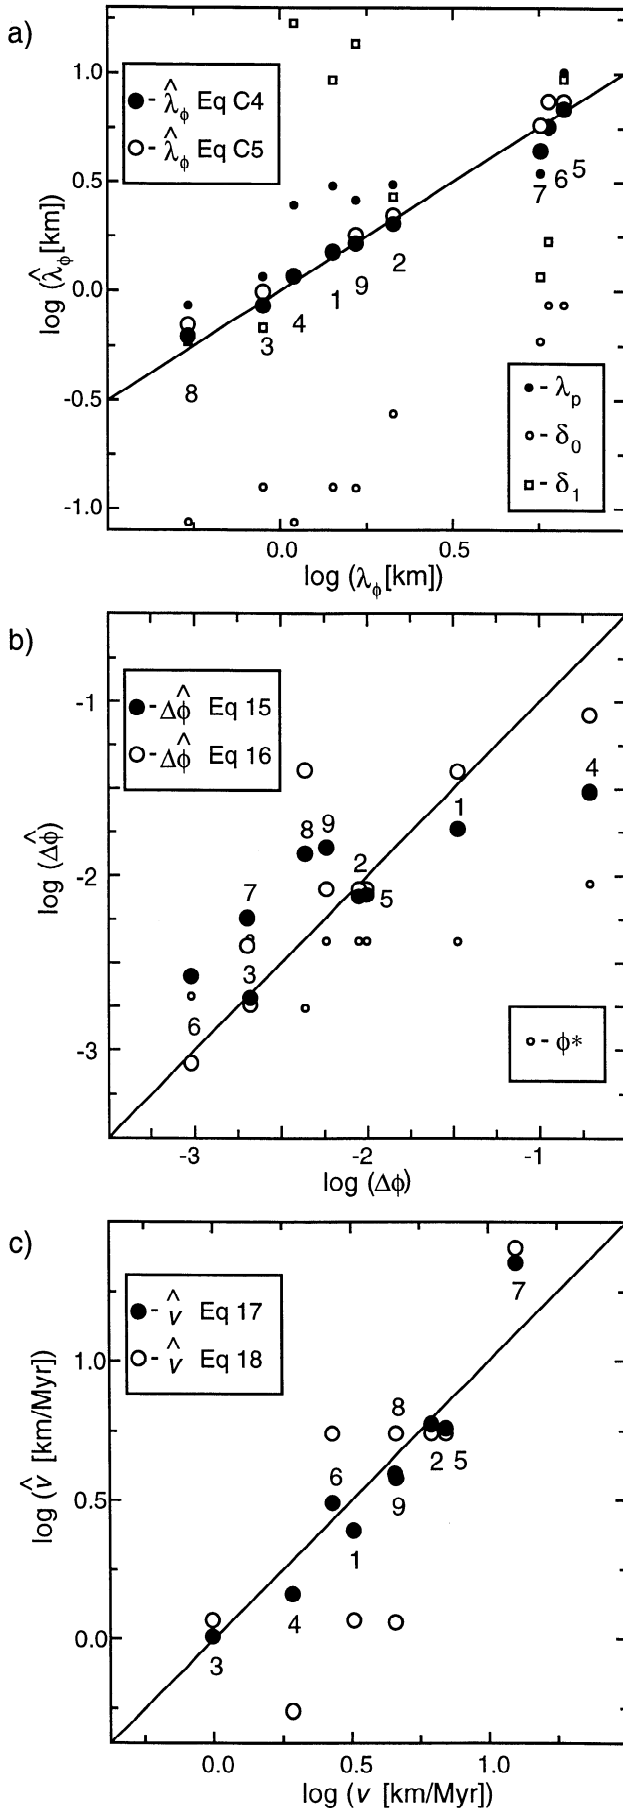 a)
● - λ̂ϕ Eq C4
○ - λ̂ϕ Eq C5
log (λ̂ϕ[km])
1.0
0.5
0.0
-0.5
-1.0
8
3
4
1
9
2
7
6
5
• - λp
○ - δ0
□ - δ1
0.0
0.5
log (λϕ[km])
b)
● - Δϕ̂ Eq 15
○ - Δϕ̂ Eq 16
log (Δϕ̂)
-1
-2
-3
4
1
8
9
2
5
7
3
6
○ - ϕ*
-3
-2
-1
log (Δϕ)
c)
● - v̂ Eq 17
○ - v̂ Eq 18
log (v̂ [km/Myr])
1.0
0.5
0.0
7
8
2
5
6
9
1
4
3
0.0
0.5
1.0
log (v [km/Myr])